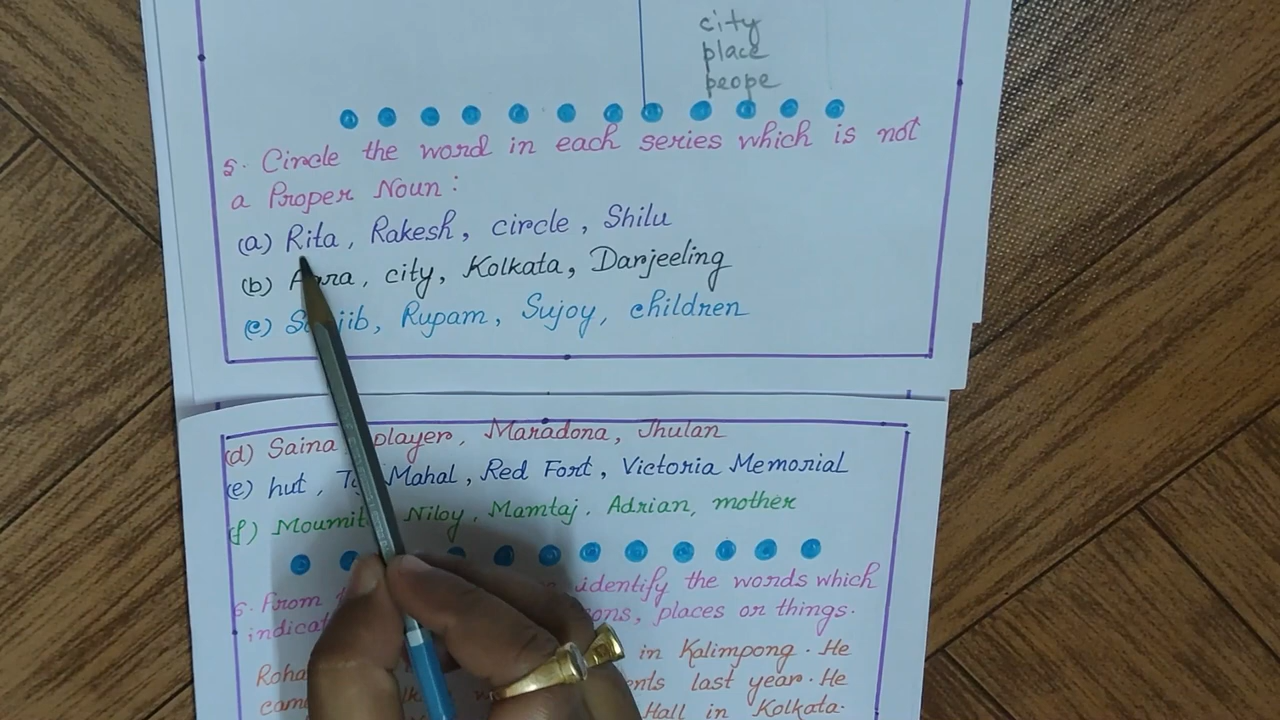 city
place
peope
5. Circle the word in each series which is not
a Proper Noun :
(a) Rita, Rakesh, circle, Shilu
(b) city, Kolkata, Darjeeling
(c) Rupam, Sujoy, children
(d) Saina player, Maradona, Jhulan
(e) hut, Mahal, Red Fort, Victoria Memorial
(f) Niloy, Mamtaj. Adrian, mother
6. From identify the words which
places or things.
in Kalimpong. He
last year. He
Hall in Kolkata.